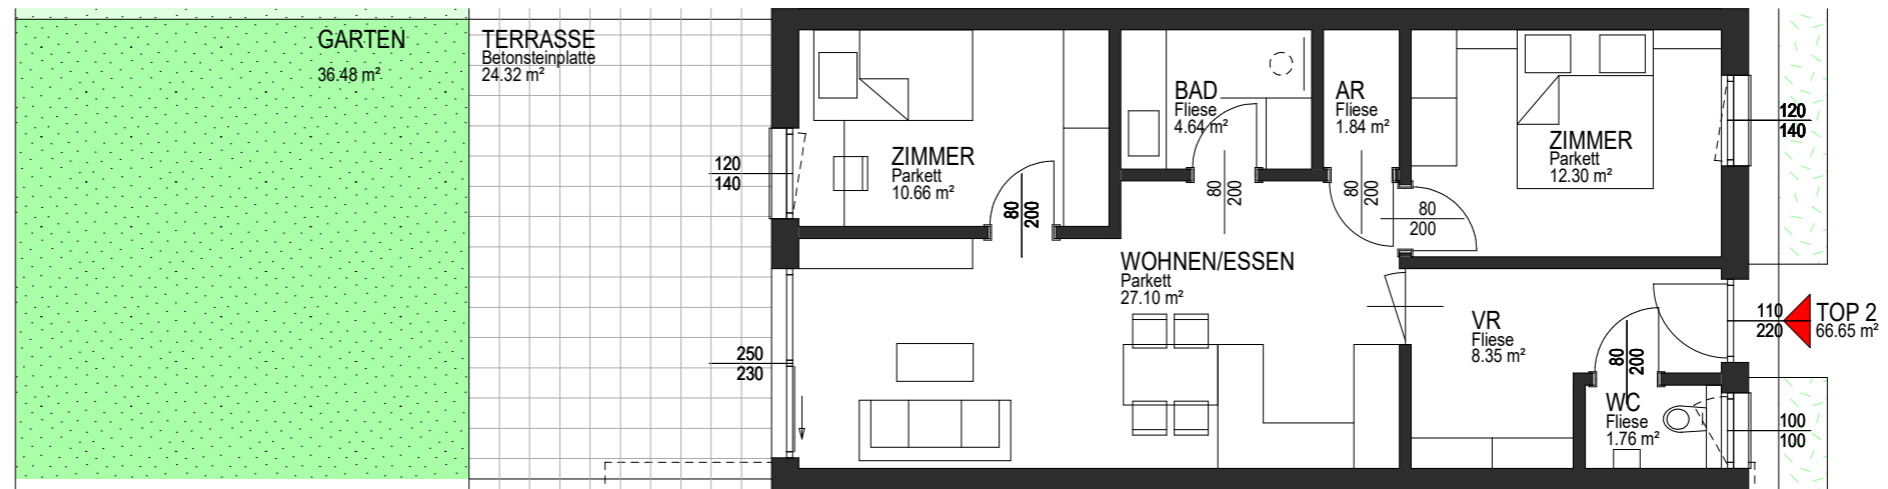 GARTEN
36.48 m²
TERRASSE
Betonsteinplatte
24.32 m²
120
140
250
230
ZIMMER
Parkett
10.66 m²
80
200
BAD
Fliese
4.64 m²
80
200
AR
Fliese
1.84 m²
80
200
80
200
ZIMMER
Parkett
12.30 m²
120
140
WOHNEN/ESSEN
Parkett
27.10 m²
VR
Fliese
8.35 m²
80
200
110
220
TOP 2
66.65 m²
WC
Fliese
1.76 m²
100
100